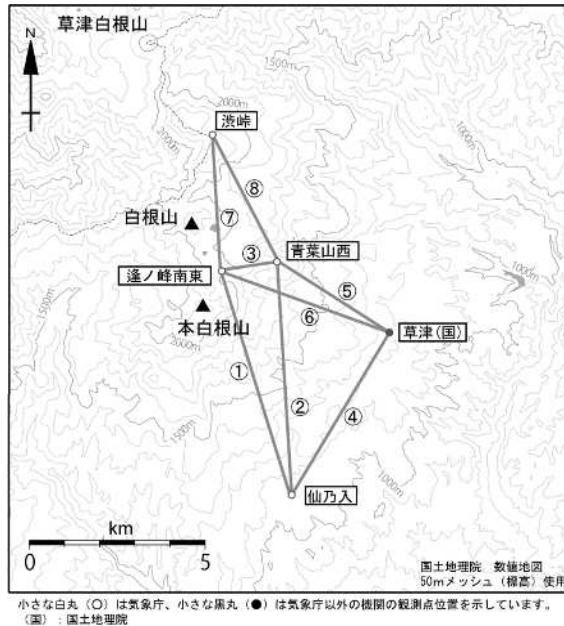 草津白根山
N
1500m
2000m
渋峠
1000m
2000m
⑧
白根山
⑦
③
青葉山西
逢ノ峰南東
⑤
1000m
1500m
⑥
草津(国)
本白根山
2000m
①
②
④
1500m
1000m
仙乃入
km
0 5
国土地理院 数値地図
50mメッシュ（標高）使用
小さな白丸（○）は気象庁、小さな黒丸（●）は気象庁以外の機関の観測点位置を示しています。
（国）：国土地理院